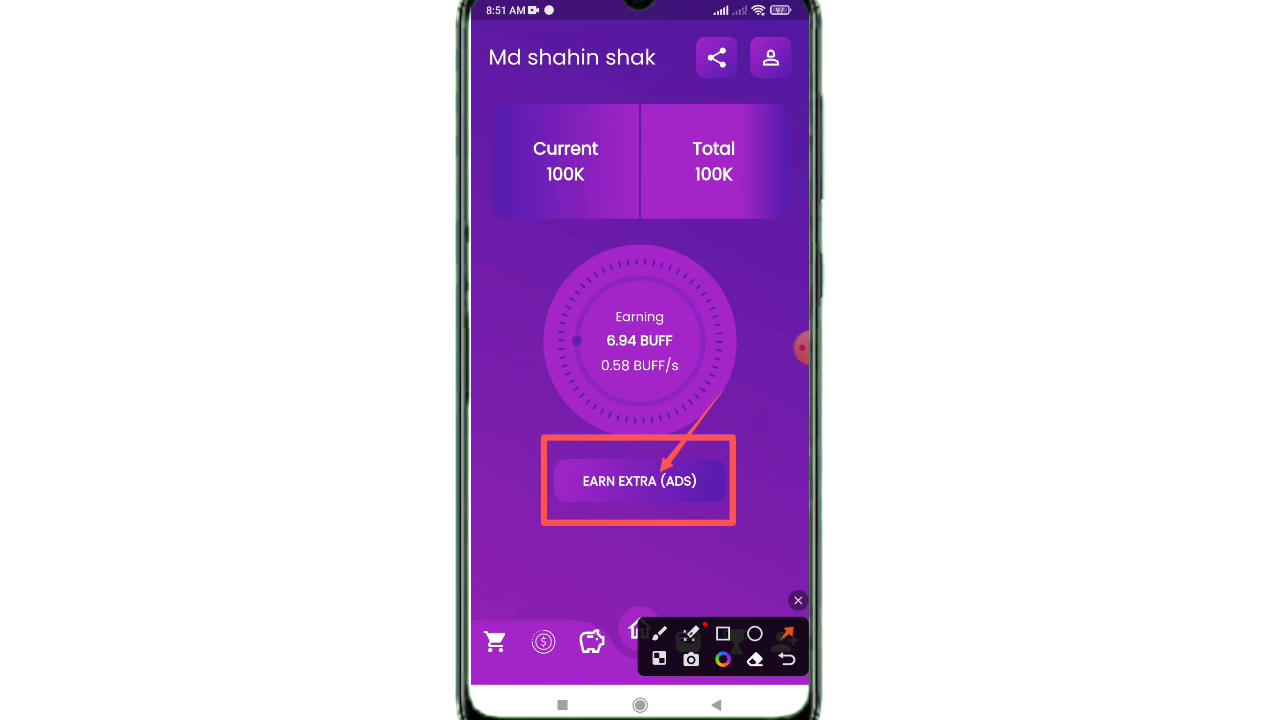 8:51 AM
97
Md shahin shak
Current
100K
Total
100K
Earning
6.94 BUFF
0.58 BUFF/s
EARN EXTRA (ADS)